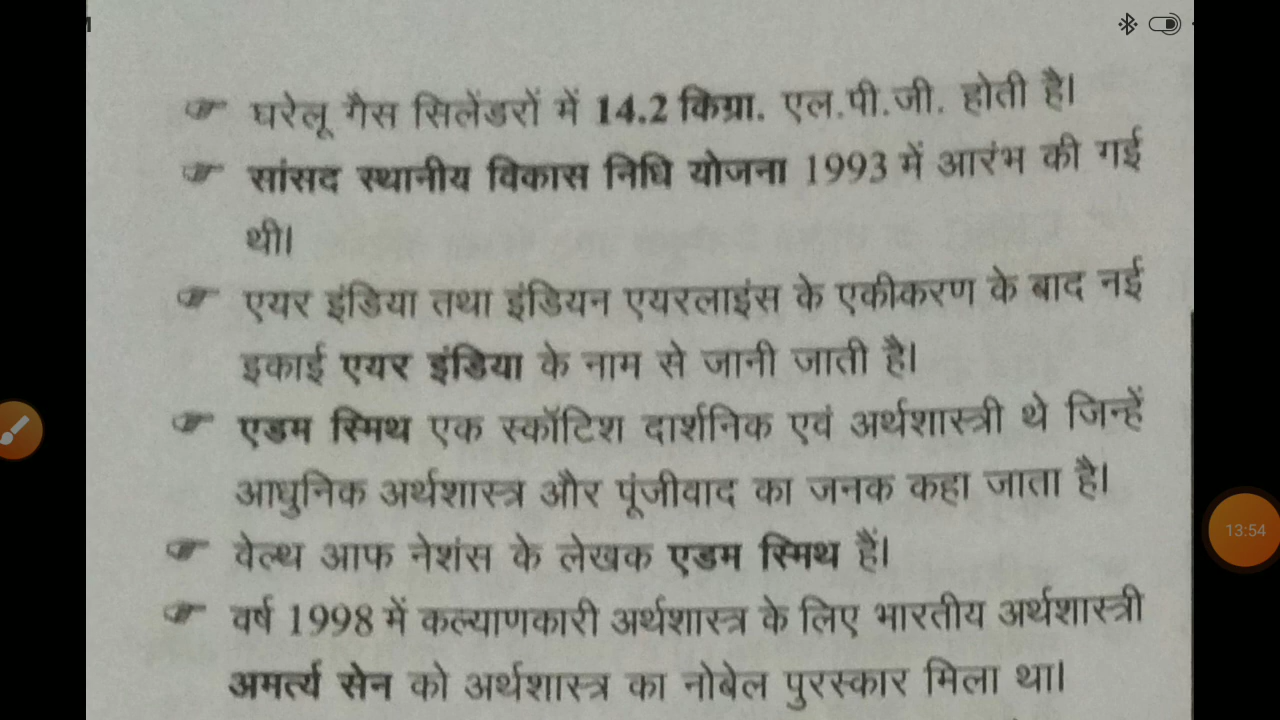 घरेलू गैस सिलेंडरों में 14.2 किग्रा. एल.पी.जी. होती है।
सांसद स्थानीय विकास निधि योजना 1993 में आरंभ की गई
थी।
एयर इंडिया तथा इंडियन एयरलाइंस के एकीकरण के बाद नई
इकाई एयर इंडिया के नाम से जानी जाती है।
एडम स्मिथ एक स्कॉटिश दार्शनिक एवं अर्थशास्त्री थे जिन्हें
आधुनिक अर्थशास्त्र और पूंजीवाद का जनक कहा जाता है।
13:54
वेल्थ आफ नेशंस के लेखक एडम स्मिथ हैं।
वर्ष 1998 में कल्याणकारी अर्थशास्त्र के लिए भारतीय अर्थशास्त्री
अमर्त्य सेन को अर्थशास्त्र का नोबेल पुरस्कार मिला था।